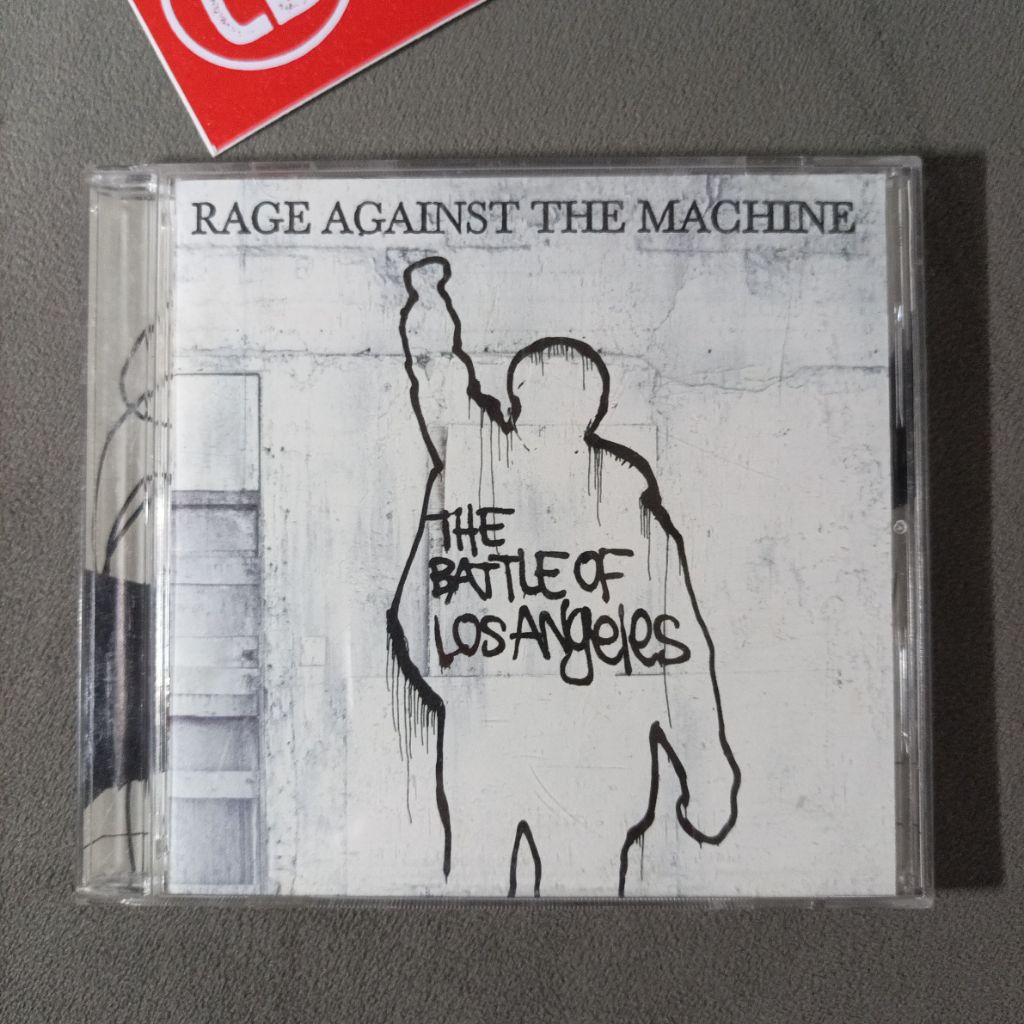 RAGE AGAINST THE MACHINE
THE
BATTLE OF
LOS ANgeles